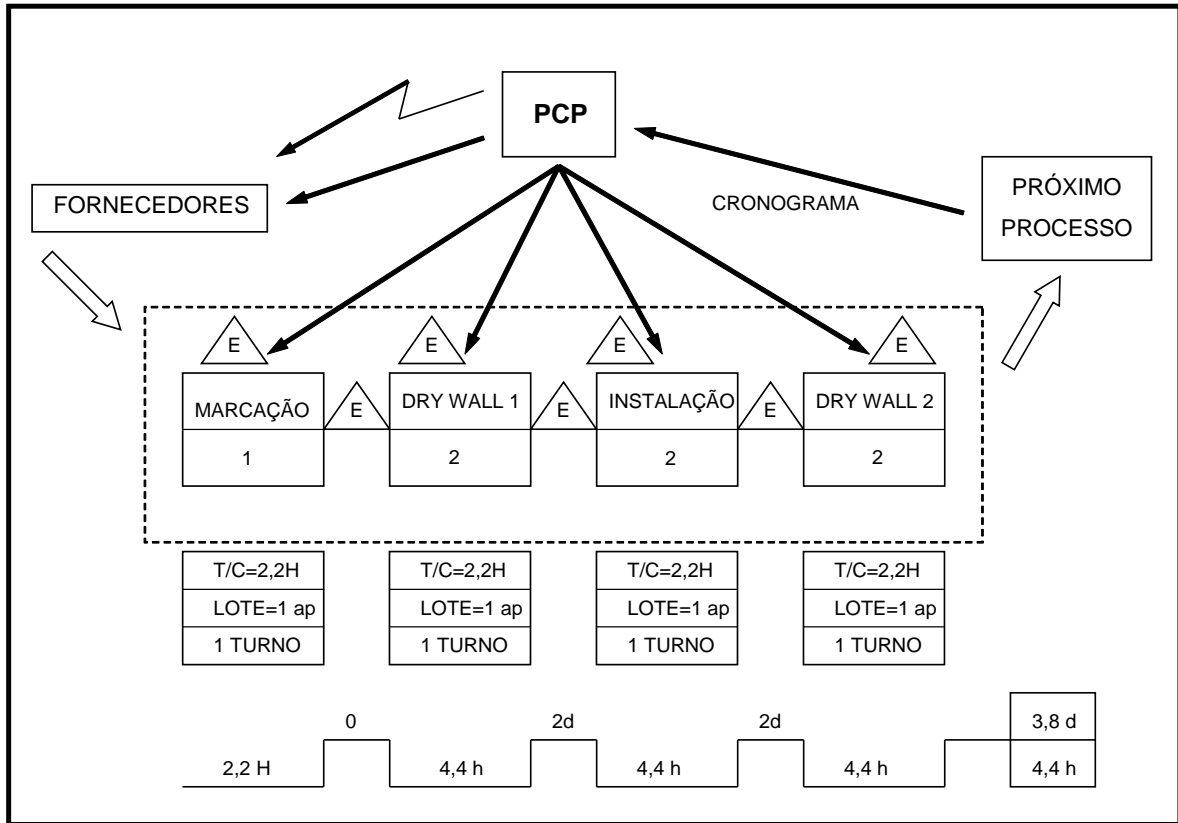 PCP
FORNECEDORES
CRONOGRAMA
PRÓXIMO
PROCESSO
E
E
E
E
MARCAÇÃO
E
DRY WALL 1
E
INSTALAÇÃO
E
DRY WALL 2
1
2
2
2
T/C=2,2H
T/C=2,2H
T/C=2,2H
T/C=2,2H
LOTE=1 ap
LOTE=1 ap
LOTE=1 ap
LOTE=1 ap
1 TURNO
1 TURNO
1 TURNO
1 TURNO
0
2d
2d
3,8 d
2,2 H
4,4 h
4,4 h
4,4 h
4,4 h